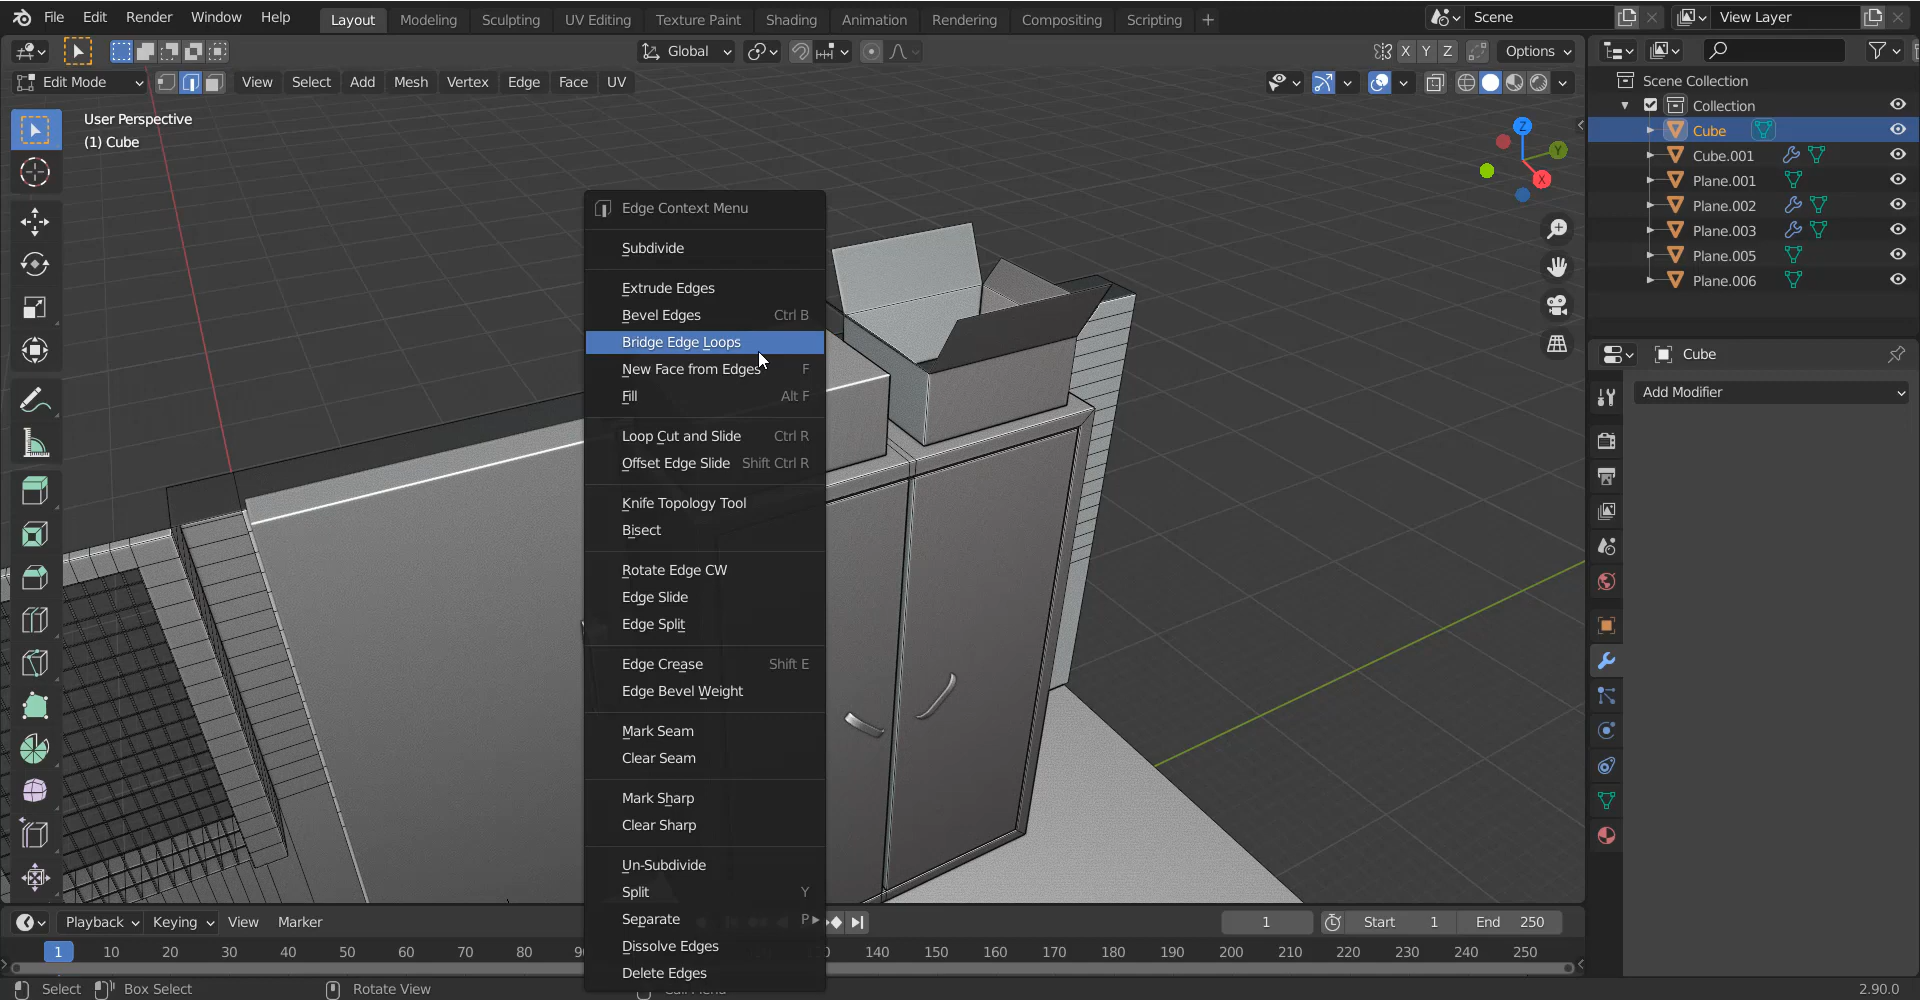 File Edit Render Window Help Layout Modeling Sculpting UV Editing Texture Paint Shading Animation Rendering Compositing Scripting + Scene View Layer
Global X Y Z Options
Edit Mode View Select Add Mesh Vertex Edge Face UV
User Perspective
(1) Cube
Z
Y
X
Edge Context Menu
Subdivide
Extrude Edges
Bevel Edges Ctrl B
Bridge Edge Loops
New Face from Edges F
Fill Alt F
Loop Cut and Slide Ctrl R
Offset Edge Slide Shift Ctrl R
Knife Topology Tool
Bisect
Rotate Edge CW
Edge Slide
Edge Split
Edge Crease Shift E
Edge Bevel Weight
Mark Seam
Clear Seam
Mark Sharp
Clear Sharp
Un-Subdivide
Split Y
Separate P
Dissolve Edges
Delete Edges
Scene Collection
Collection
Cube
Cube.001
Plane.001
Plane.002
Plane.003
Plane.005
Plane.006
Cube
Add Modifier
Playback Keying View Marker 1 Start 1 End 250
1 10 20 30 40 50 60 70 80 140 150 160 170 180 190 200 210 220 230 240 250
Select Box Select Rotate View 2.90.0